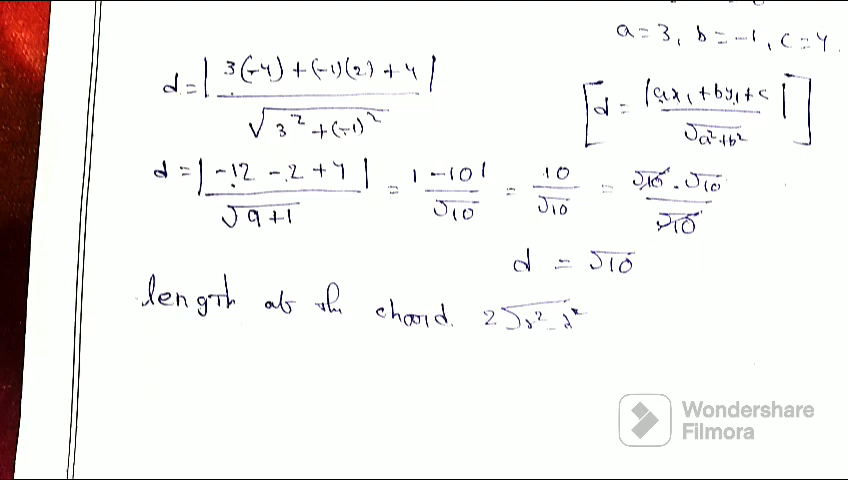 a = 3, b = -1, c = 4.
d = | 3(-4) + (-1)(2) + 4 | / √3² + (-1)²
[ d = | ax₁ + by₁ + c | / √a² + b² ]
d = | -12 - 2 + 4 | / √9+1 = | -10 | / √10 = 10 / √10 = √10 . √10 / √10
d = √10
length of the chord. 2√r² - d²
Wondershare
Filmora